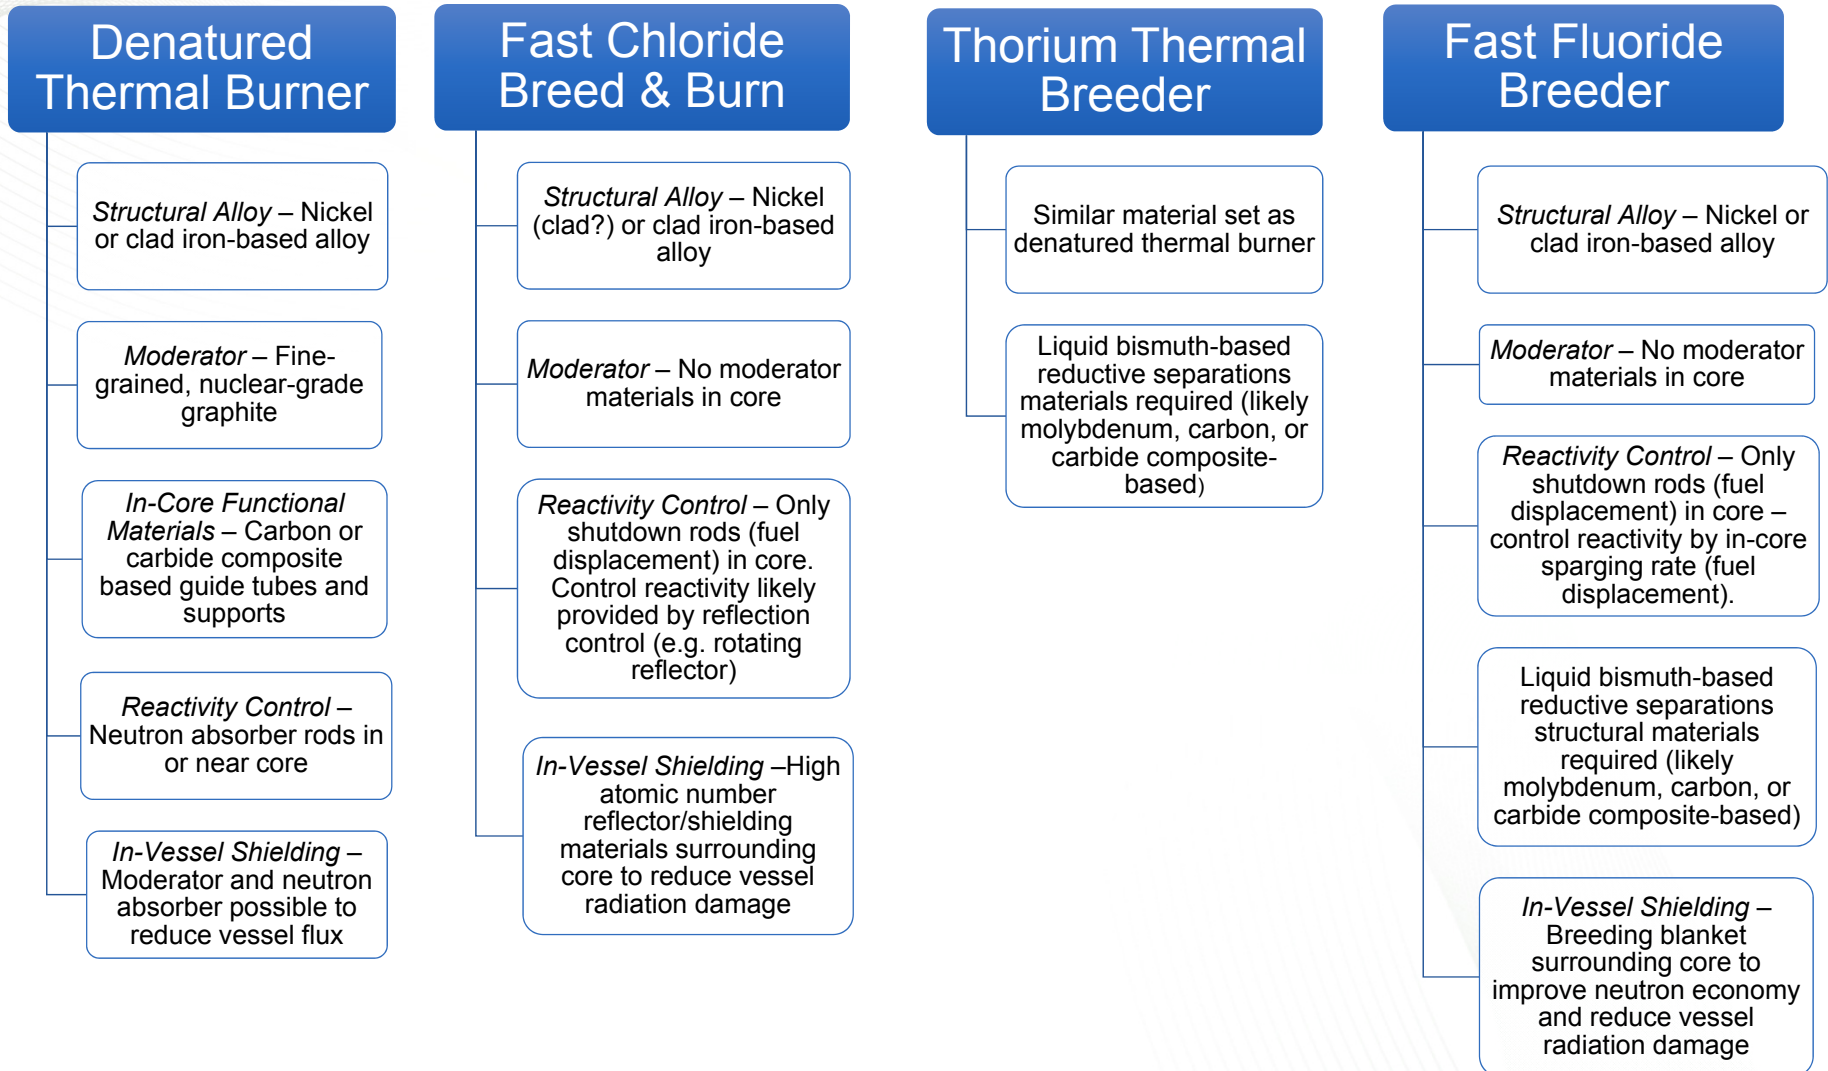 Denatured
Thermal Burner
Structural Alloy – Nickel
or clad iron-based alloy
Moderator – Fine-
grained, nuclear-grade
graphite
In-Core Functional
Materials – Carbon or
carbide composite
based guide tubes and
supports
Reactivity Control –
Neutron absorber rods in
or near core
In-Vessel Shielding –
Moderator and neutron
absorber possible to
reduce vessel flux
Fast Chloride
Breed & Burn
Structural Alloy – Nickel
(clad?) or clad iron-based
alloy
Moderator – No moderator
materials in core
Reactivity Control – Only
shutdown rods (fuel
displacement) in core.
Control reactivity likely
provided by reflection
control (e.g. rotating
reflector)
In-Vessel Shielding –High
atomic number
reflector/shielding
materials surrounding
core to reduce vessel
radiation damage
Thorium Thermal
Breeder
Similar material set as
denatured thermal burner
Liquid bismuth-based
reductive separations
materials required (likely
molybdenum, carbon, or
carbide composite-
based)
Fast Fluoride
Breeder
Structural Alloy – Nickel or
clad iron-based alloy
Moderator – No moderator
materials in core
Reactivity Control – Only
shutdown rods (fuel
displacement) in core –
control reactivity by in-core
sparging rate (fuel
displacement).
Liquid bismuth-based
reductive separations
structural materials
required (likely
molybdenum, carbon, or
carbide composite-based)
In-Vessel Shielding –
Breeding blanket
surrounding core to
improve neutron economy
and reduce vessel
radiation damage